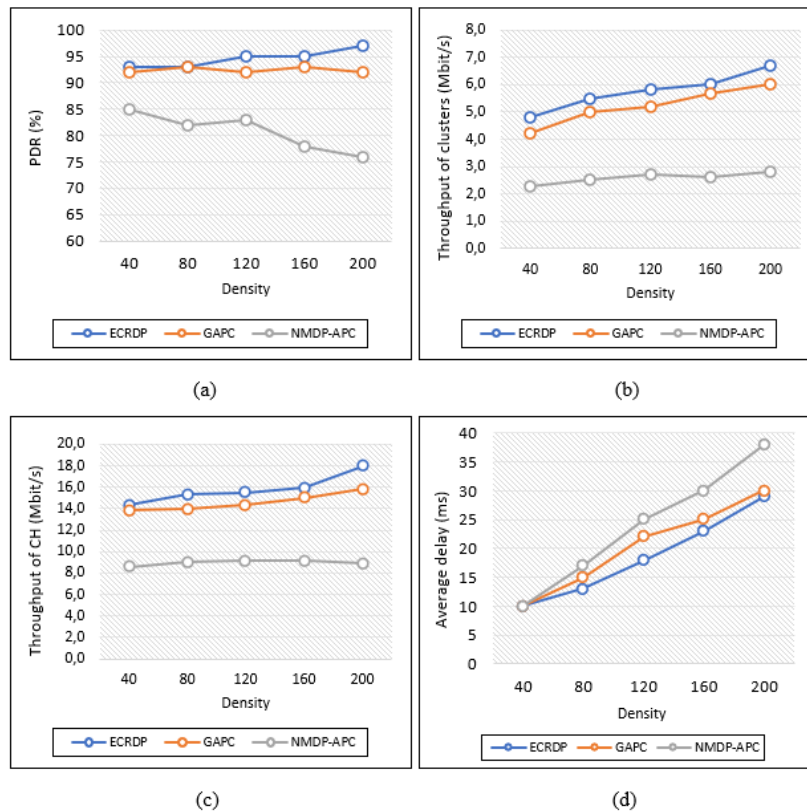 PDR (%)
100
95
90
85
80
75
70
65
60
40 80 120 160 200
Density
ECRDP GAPC NMDP-APC
(a)
Throughput of clusters (Mbit/s)
8,0
7,0
6,0
5,0
4,0
3,0
2,0
1,0
0,0
40 80 120 160 200
Density
ECRDP GAPC NMDP-APC
(b)
Throughput of CH (Mbit/s)
20,0
18,0
16,0
14,0
12,0
10,0
8,0
6,0
4,0
2,0
0,0
40 80 120 160 200
Density
ECRDP GAPC NMDP-APC
(c)
Average delay (ms)
40
35
30
25
20
15
10
5
0
40 80 120 160 200
Density
ECRDP GAPC NMDP-APC
(d)